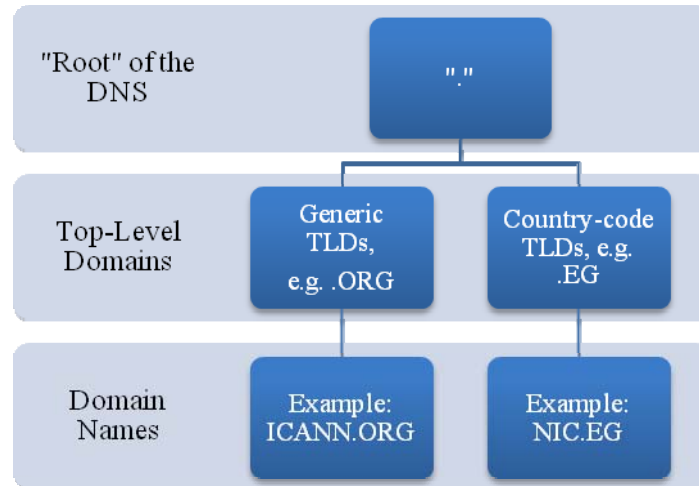 "Root" of the
DNS
"."
Top-Level
Domains
Generic
TLDs,
e.g. .ORG
Country-code
TLDs, e.g.
.EG
Domain
Names
Example:
ICANN.ORG
Example:
NIC.EG